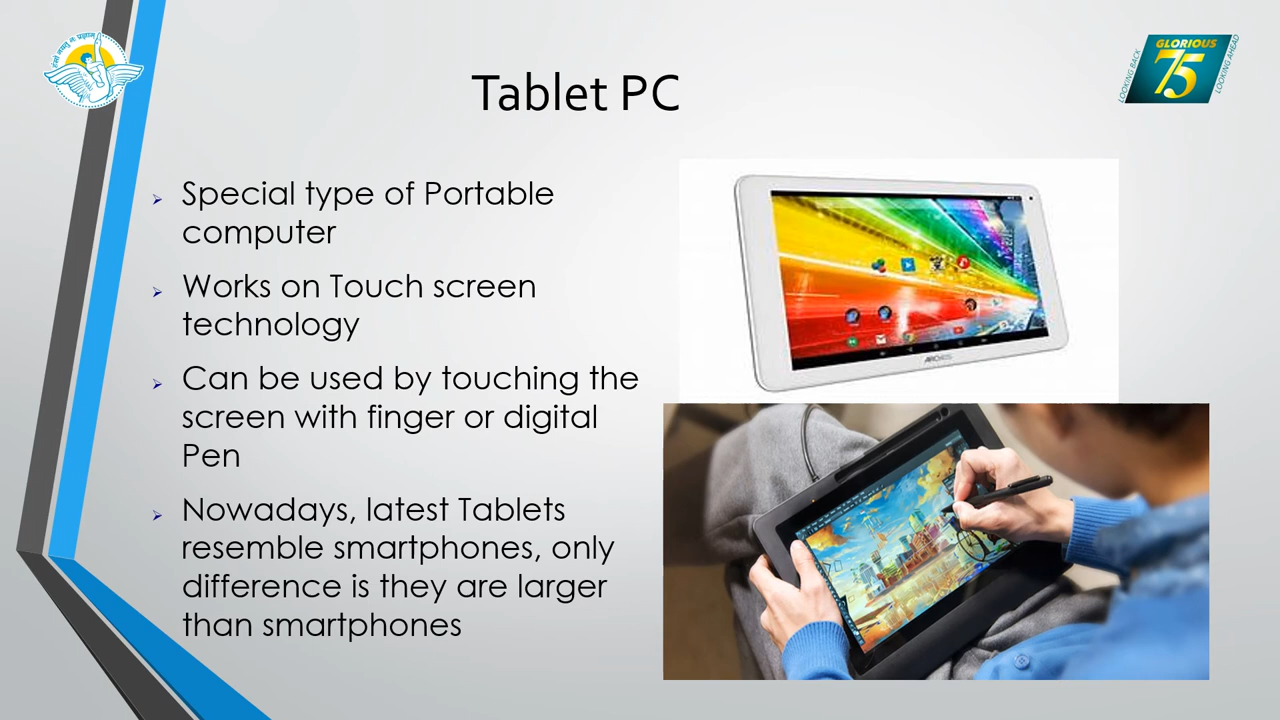 GLORIOUS
75
LOOKING BACK
LOOKING AHEAD
Tablet PC
Special type of Portable
computer
Works on Touch screen
technology
Can be used by touching the
screen with finger or digital
Pen
Nowadays, latest Tablets
resemble smartphones, only
difference is they are larger
than smartphones
ARCHOS